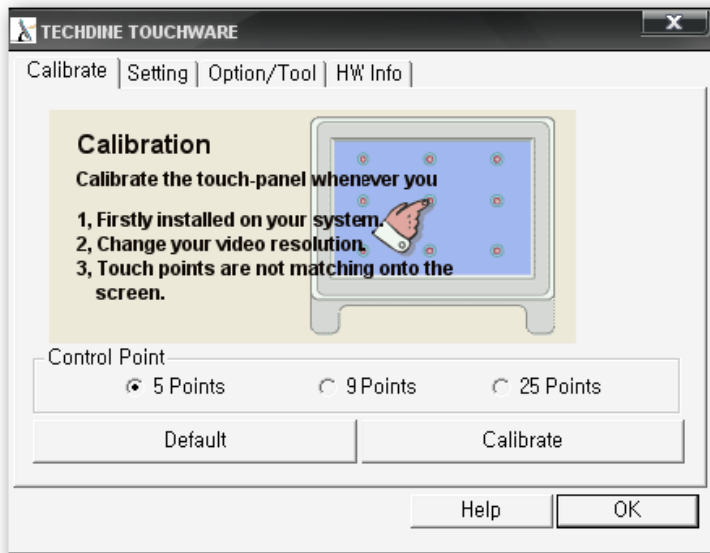 TECHDINE TOUCHWARE
x
Calibrate Setting Option/Tool HW Info
Calibration
Calibrate the touch-panel whenever you
1, Firstly installed on your system.
2, Change your video resolution.
3, Touch points are not matching onto the
screen.
Control Point
5 Points 9 Points 25 Points
Default Calibrate
Help OK